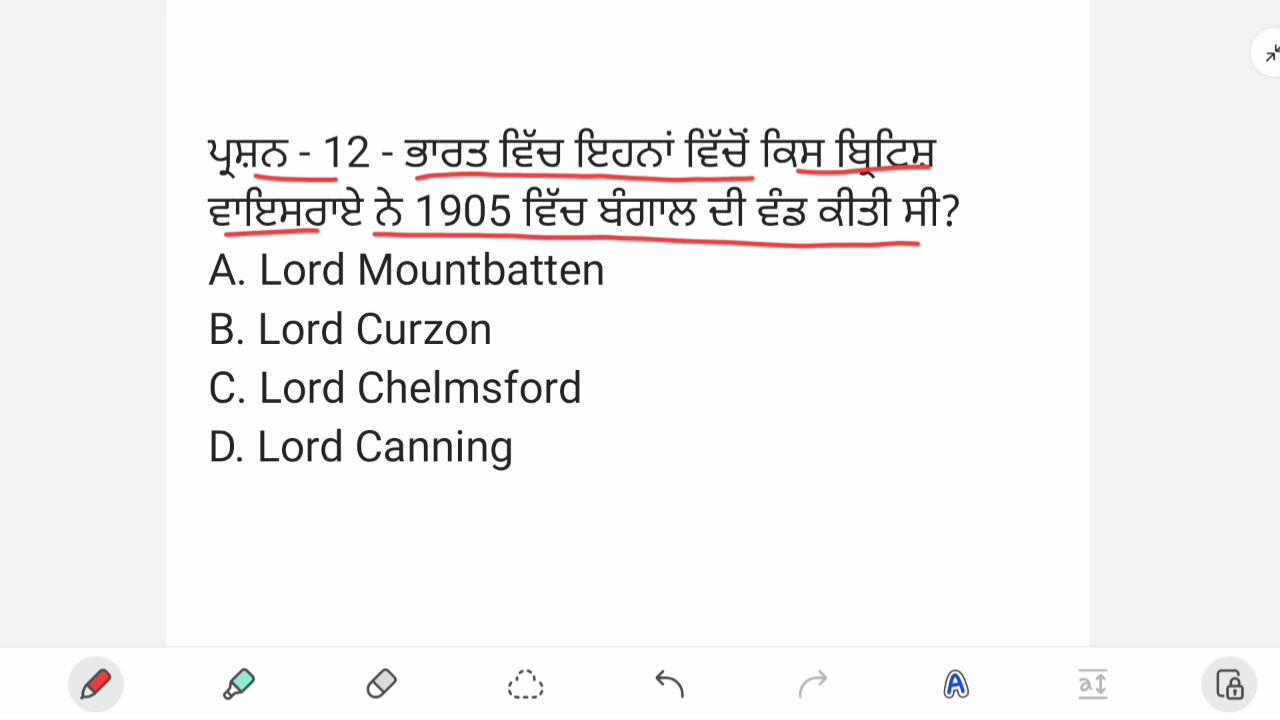 ਪ੍ਰਸ਼ਨ - 12 - ਭਾਰਤ ਵਿੱਚ ਇਹਨਾਂ ਵਿੱਚੋਂ ਕਿਸ ਬ੍ਰਿਟਿਸ਼
ਵਾਇਸਰਾਏ ਨੇ 1905 ਵਿੱਚ ਬੰਗਾਲ ਦੀ ਵੰਡ ਕੀਤੀ ਸੀ?
A. Lord Mountbatten
B. Lord Curzon
C. Lord Chelmsford
D. Lord Canning